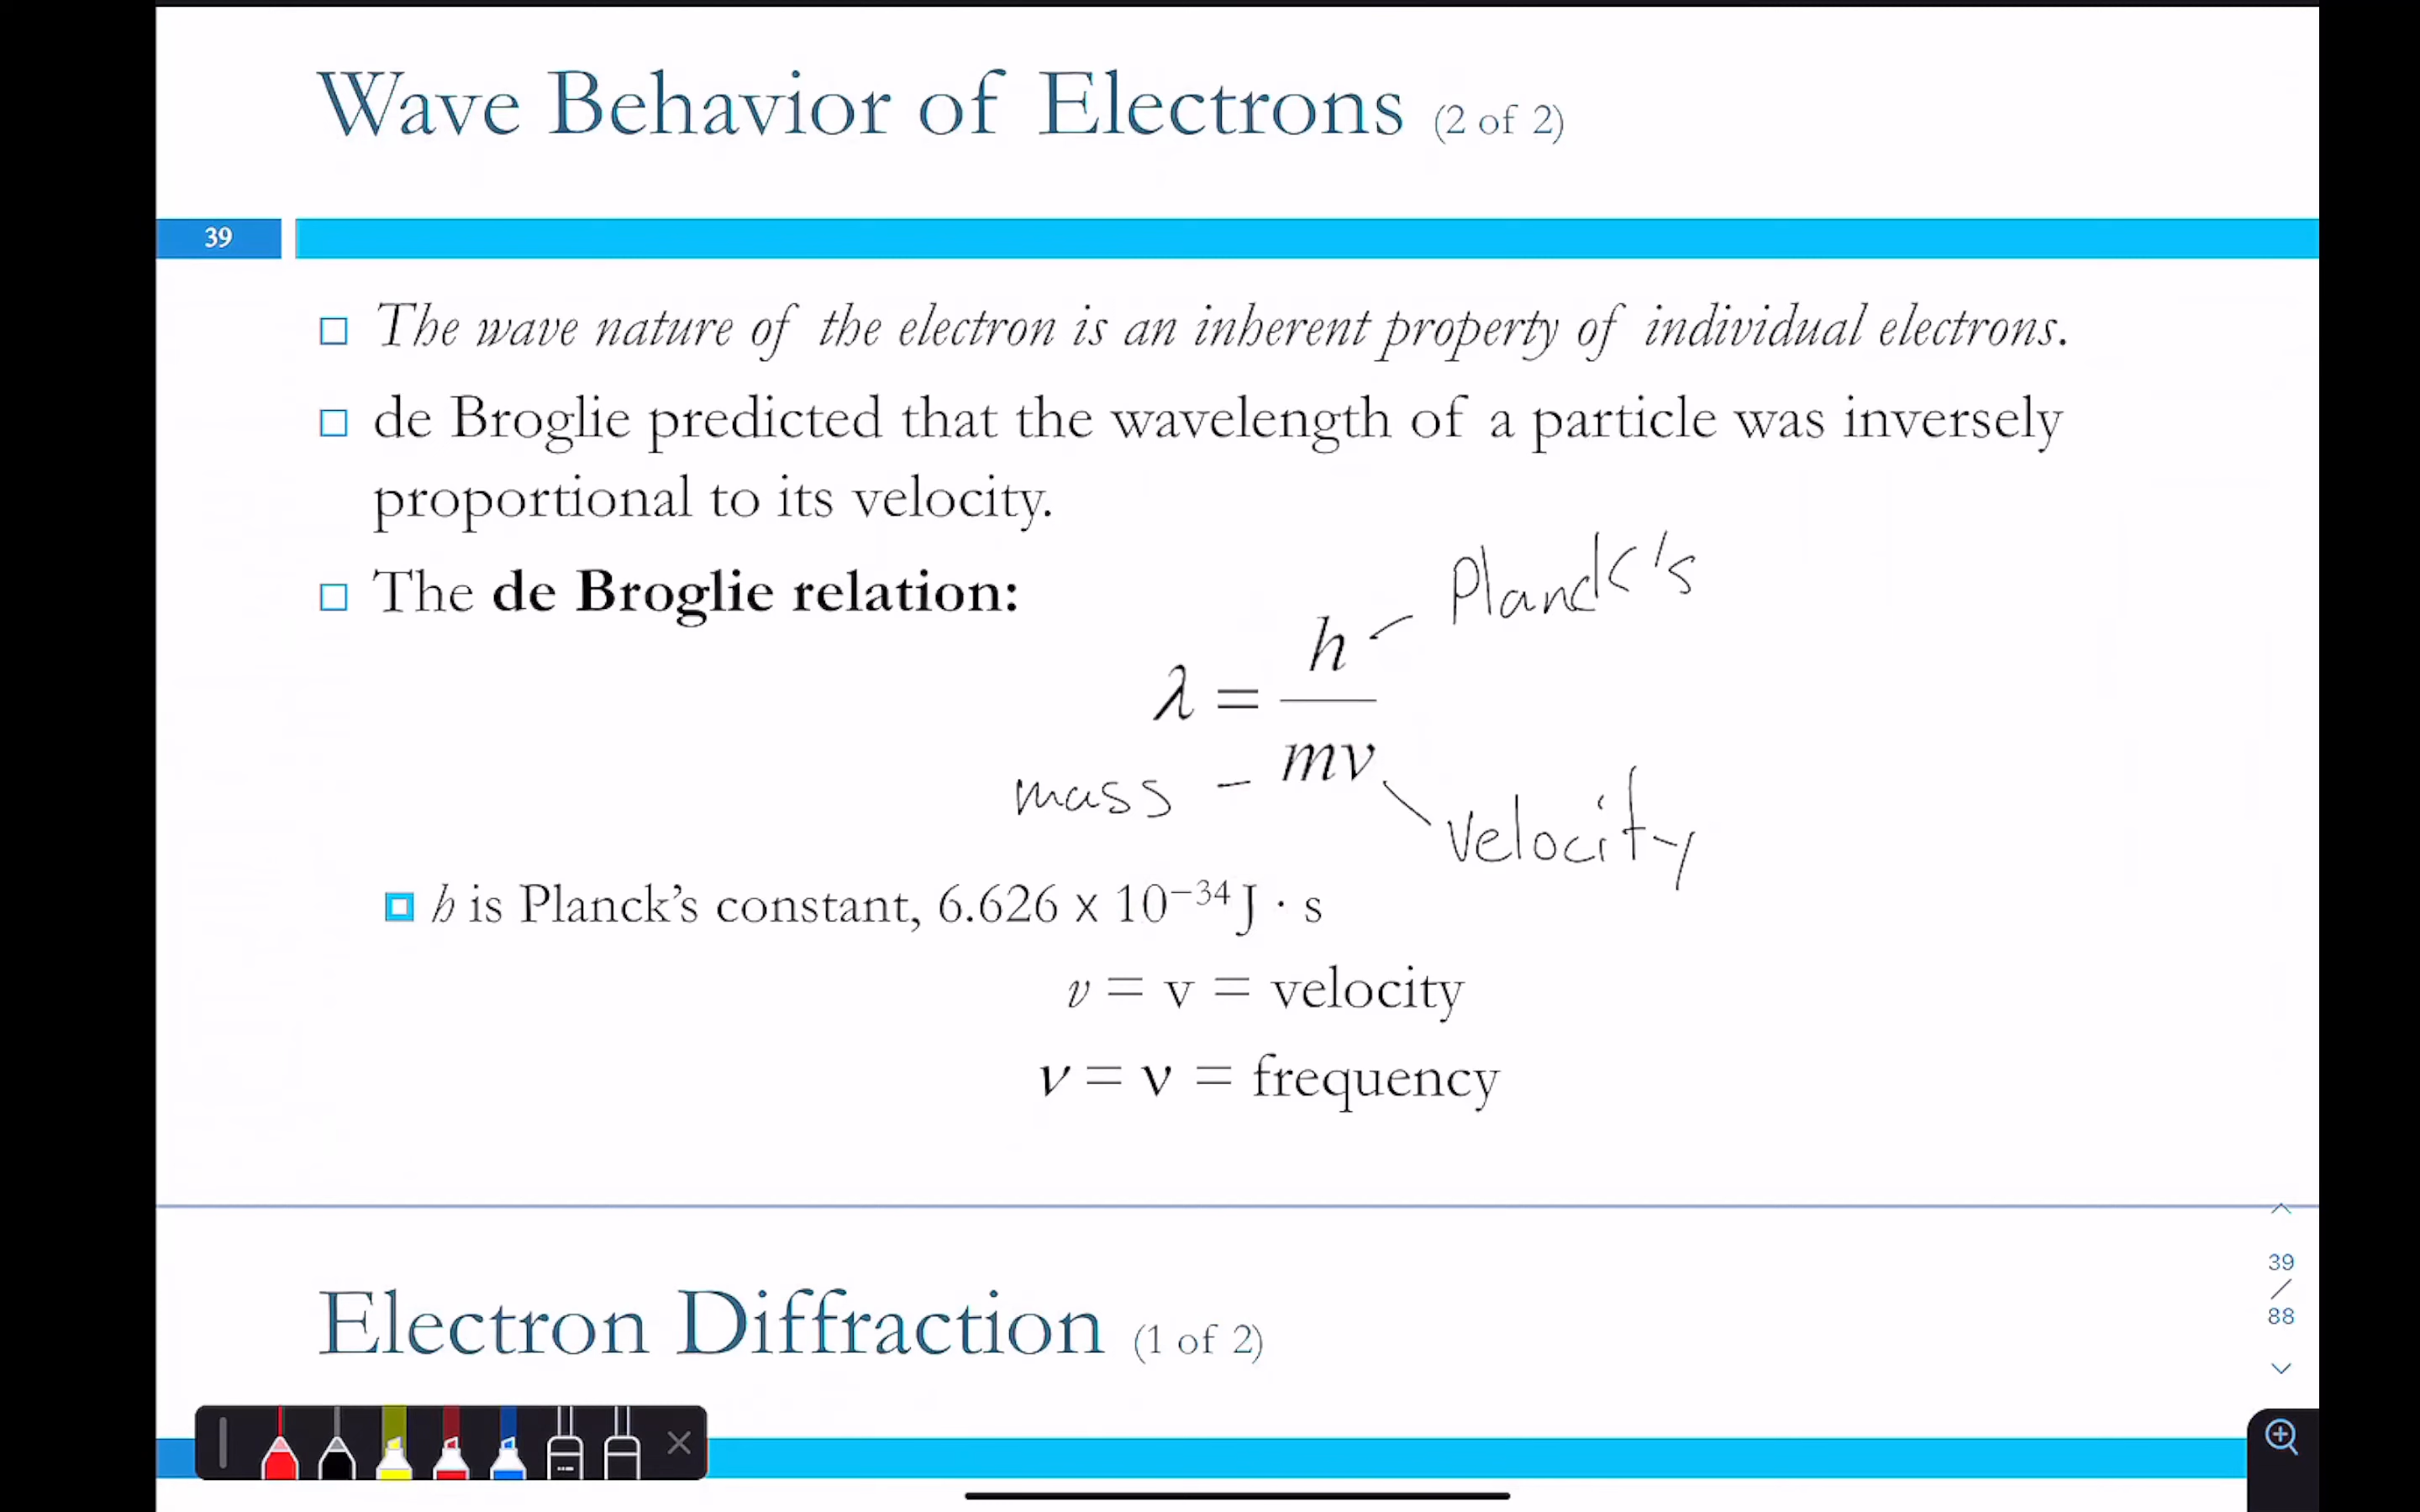 Wave Behavior of Electrons (2 of 2)
39
The wave nature of the electron is an inherent property of individual electrons.
de Broglie predicted that the wavelength of a particle was inversely
proportional to its velocity.
The de Broglie relation:
Planck's
λ = h / mv
mass
velocity
h is Planck's constant, 6.626 x 10⁻³⁴ J · s
v = v = velocity
ν = ν = frequency
39
/
88
Electron Diffraction (1 of 2)